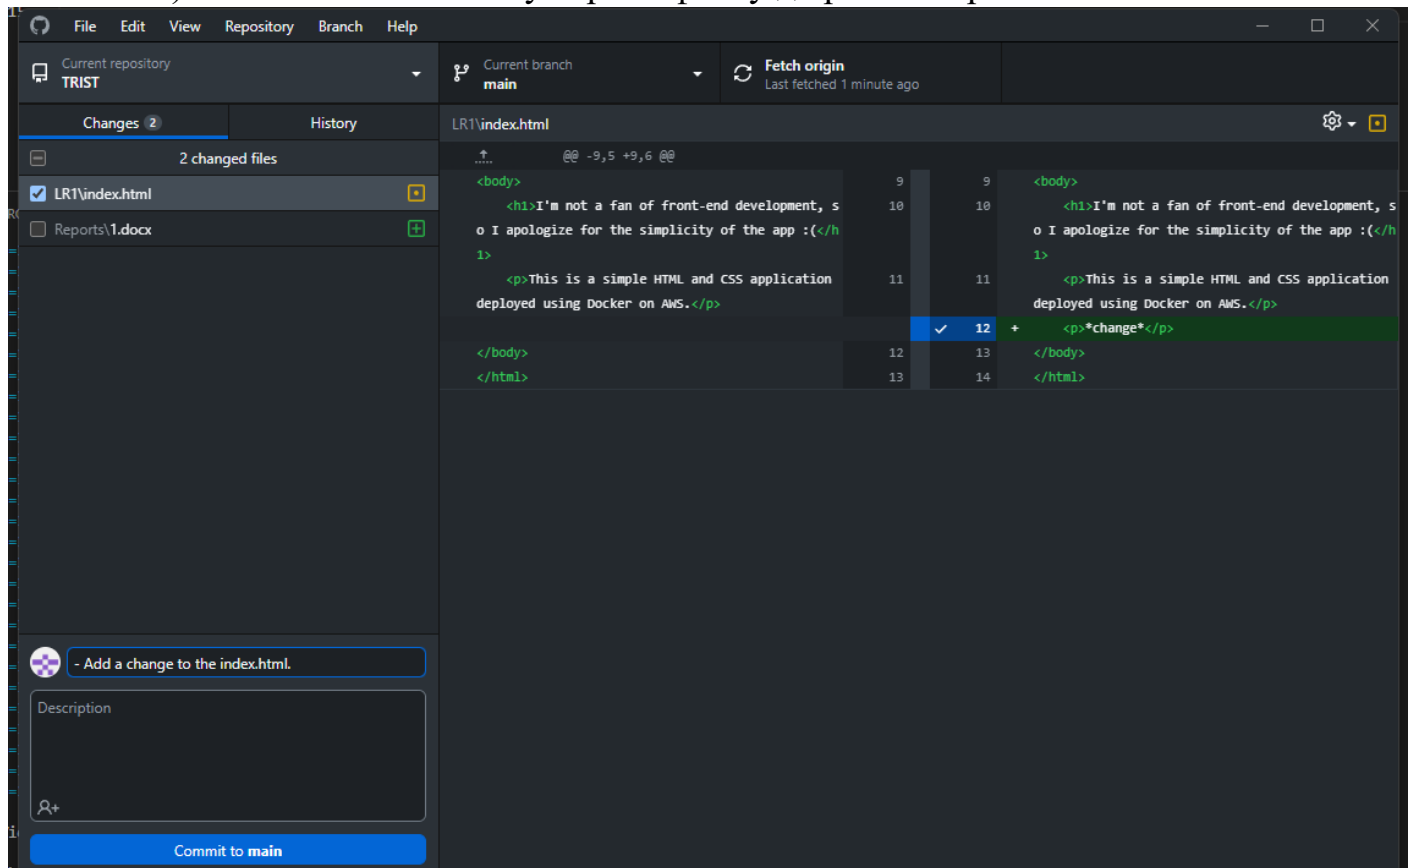 File Edit View Repository Branch Help
Current repository
TRIST
Current branch
main
Fetch origin
Last fetched 1 minute ago
Changes 2 History
2 changed files
LR1\index.html
Reports\1.docx
- Add a change to the index.html.
Description
Commit to main
LR1\index.html
@@ -9,5 +9,6 @@
<body> 9
<h1>I'm not a fan of front-end development, s 10
o I apologize for the simplicity of the app :(</h
1>
<p>This is a simple HTML and CSS application 11
deployed using Docker on AWS.</p>
</body> 12
</html> 13
9 <body>
10 <h1>I'm not a fan of front-end development, s
o I apologize for the simplicity of the app :(</h
1>
11 <p>This is a simple HTML and CSS application
deployed using Docker on AWS.</p>
12 + <p>*change*</p>
13 </body>
14 </html>